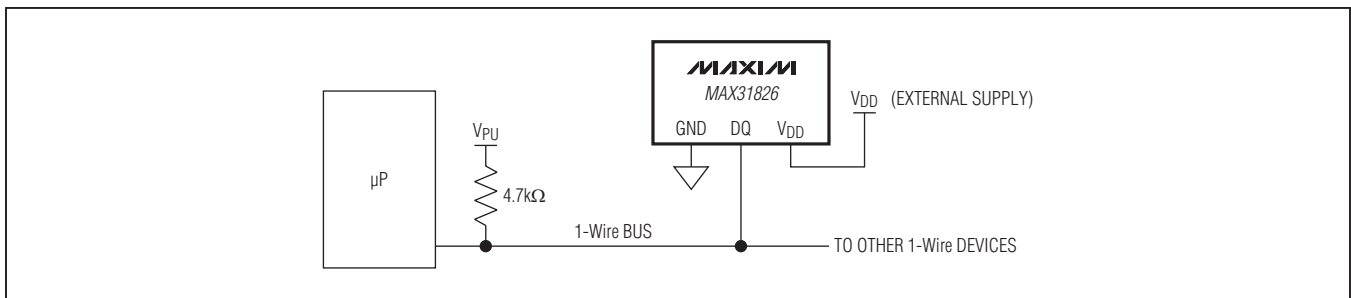 MAXIM
MAX31826
VDD (EXTERNAL SUPPLY)
GND DQ VDD
VPU
µP
4.7kΩ
1-Wire BUS
TO OTHER 1-Wire DEVICES